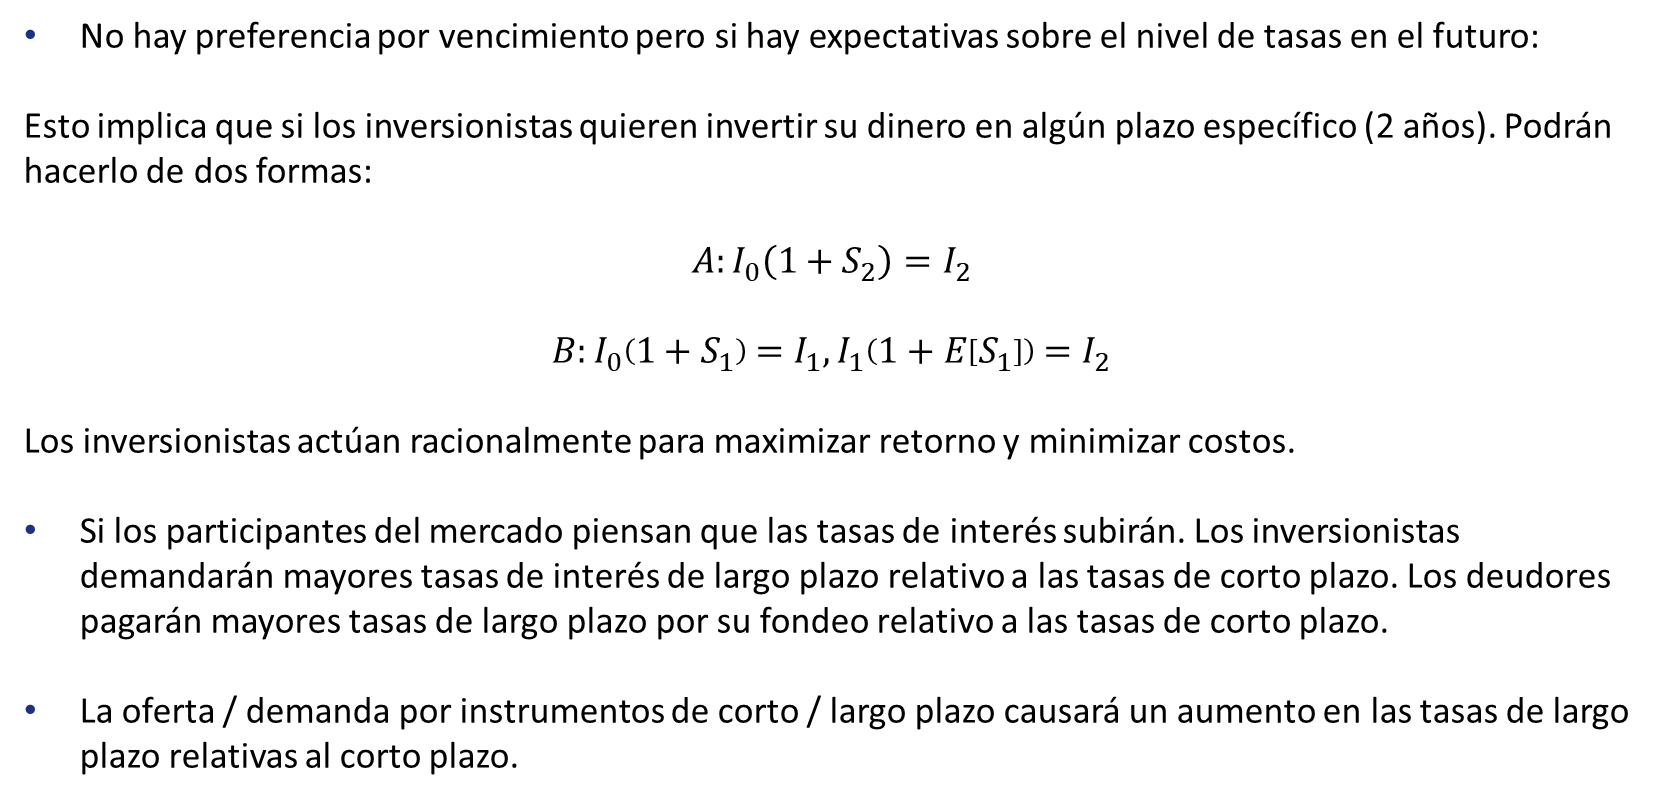 • No hay preferencia por vencimiento pero si hay expectativas sobre el nivel de tasas en el futuro:
Esto implica que si los inversionistas quieren invertir su dinero en algún plazo específico (2 años). Podrán
hacerlo de dos formas:
A: I₀(1 + S₂) = I₂
B: I₀(1 + S₁) = I₁, I₁(1 + E[S₁]) = I₂
Los inversionistas actúan racionalmente para maximizar retorno y minimizar costos.
• Si los participantes del mercado piensan que las tasas de interés subirán. Los inversionistas
demandarán mayores tasas de interés de largo plazo relativo a las tasas de corto plazo. Los deudores
pagarán mayores tasas de largo plazo por su fondeo relativo a las tasas de corto plazo.
• La oferta / demanda por instrumentos de corto / largo plazo causará un aumento en las tasas de largo
plazo relativas al corto plazo.